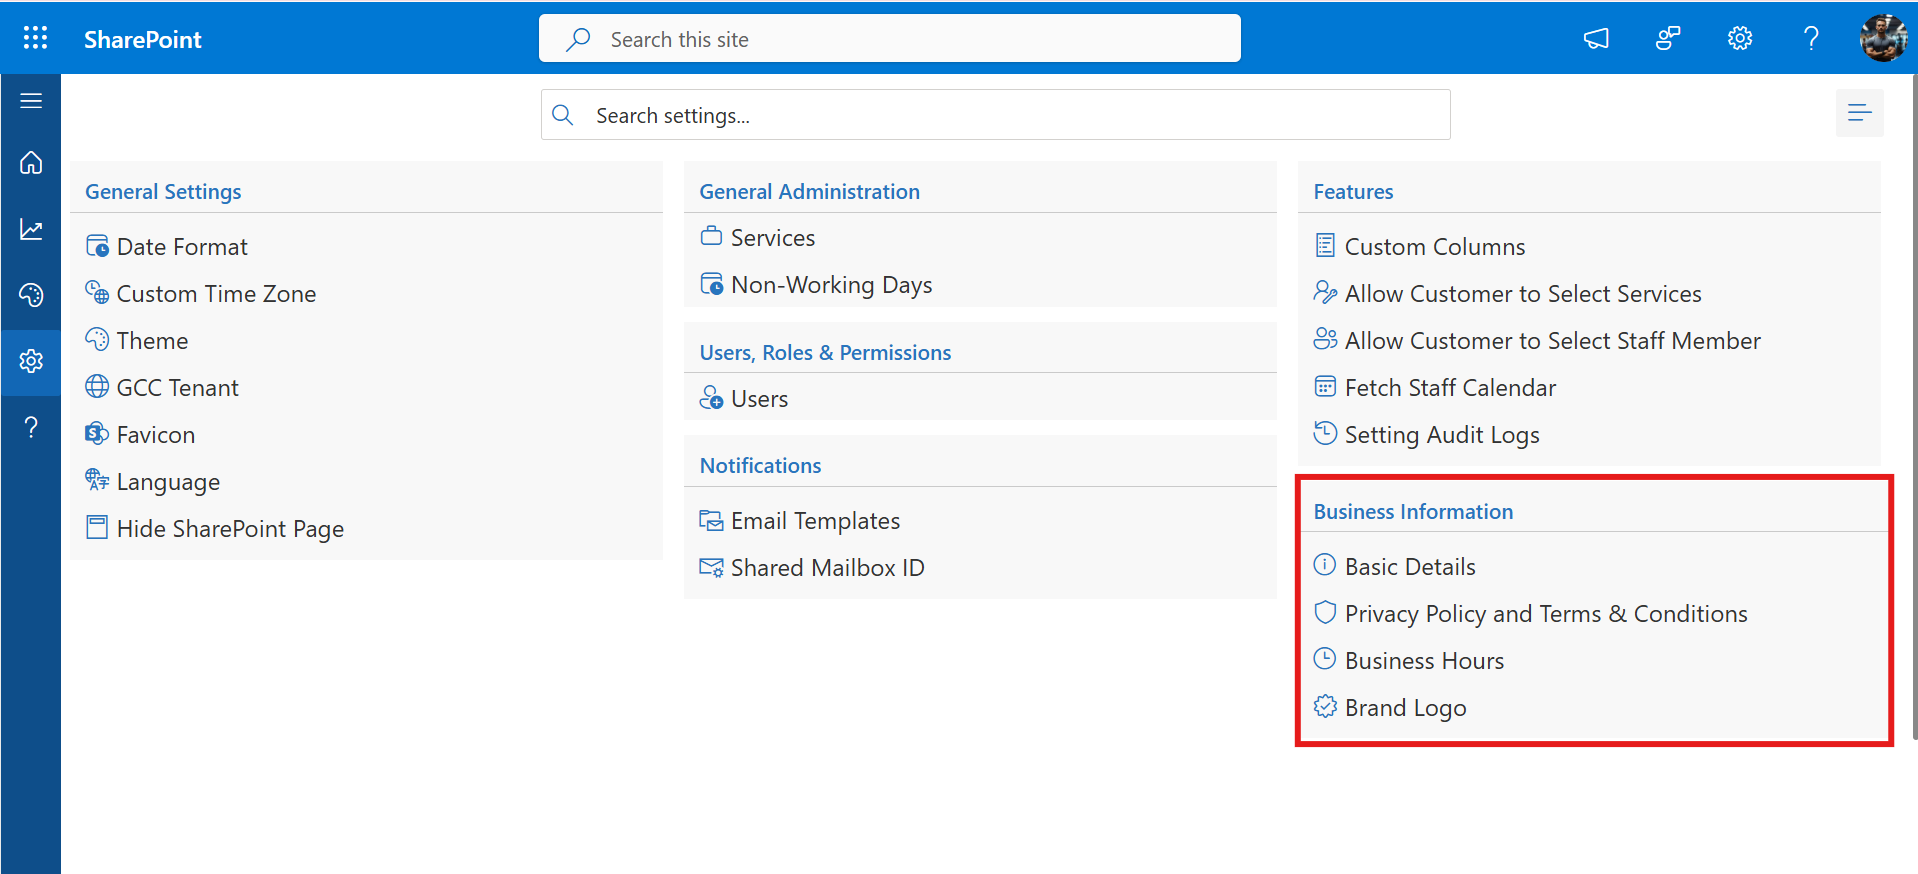 SharePoint
Search this site
Search settings...
General Settings
Date Format
Custom Time Zone
Theme
GCC Tenant
Favicon
Language
Hide SharePoint Page
General Administration
Services
Non-Working Days
Users, Roles & Permissions
Users
Notifications
Email Templates
Shared Mailbox ID
Features
Custom Columns
Allow Customer to Select Services
Allow Customer to Select Staff Member
Fetch Staff Calendar
Setting Audit Logs
Business Information
Basic Details
Privacy Policy and Terms & Conditions
Business Hours
Brand Logo